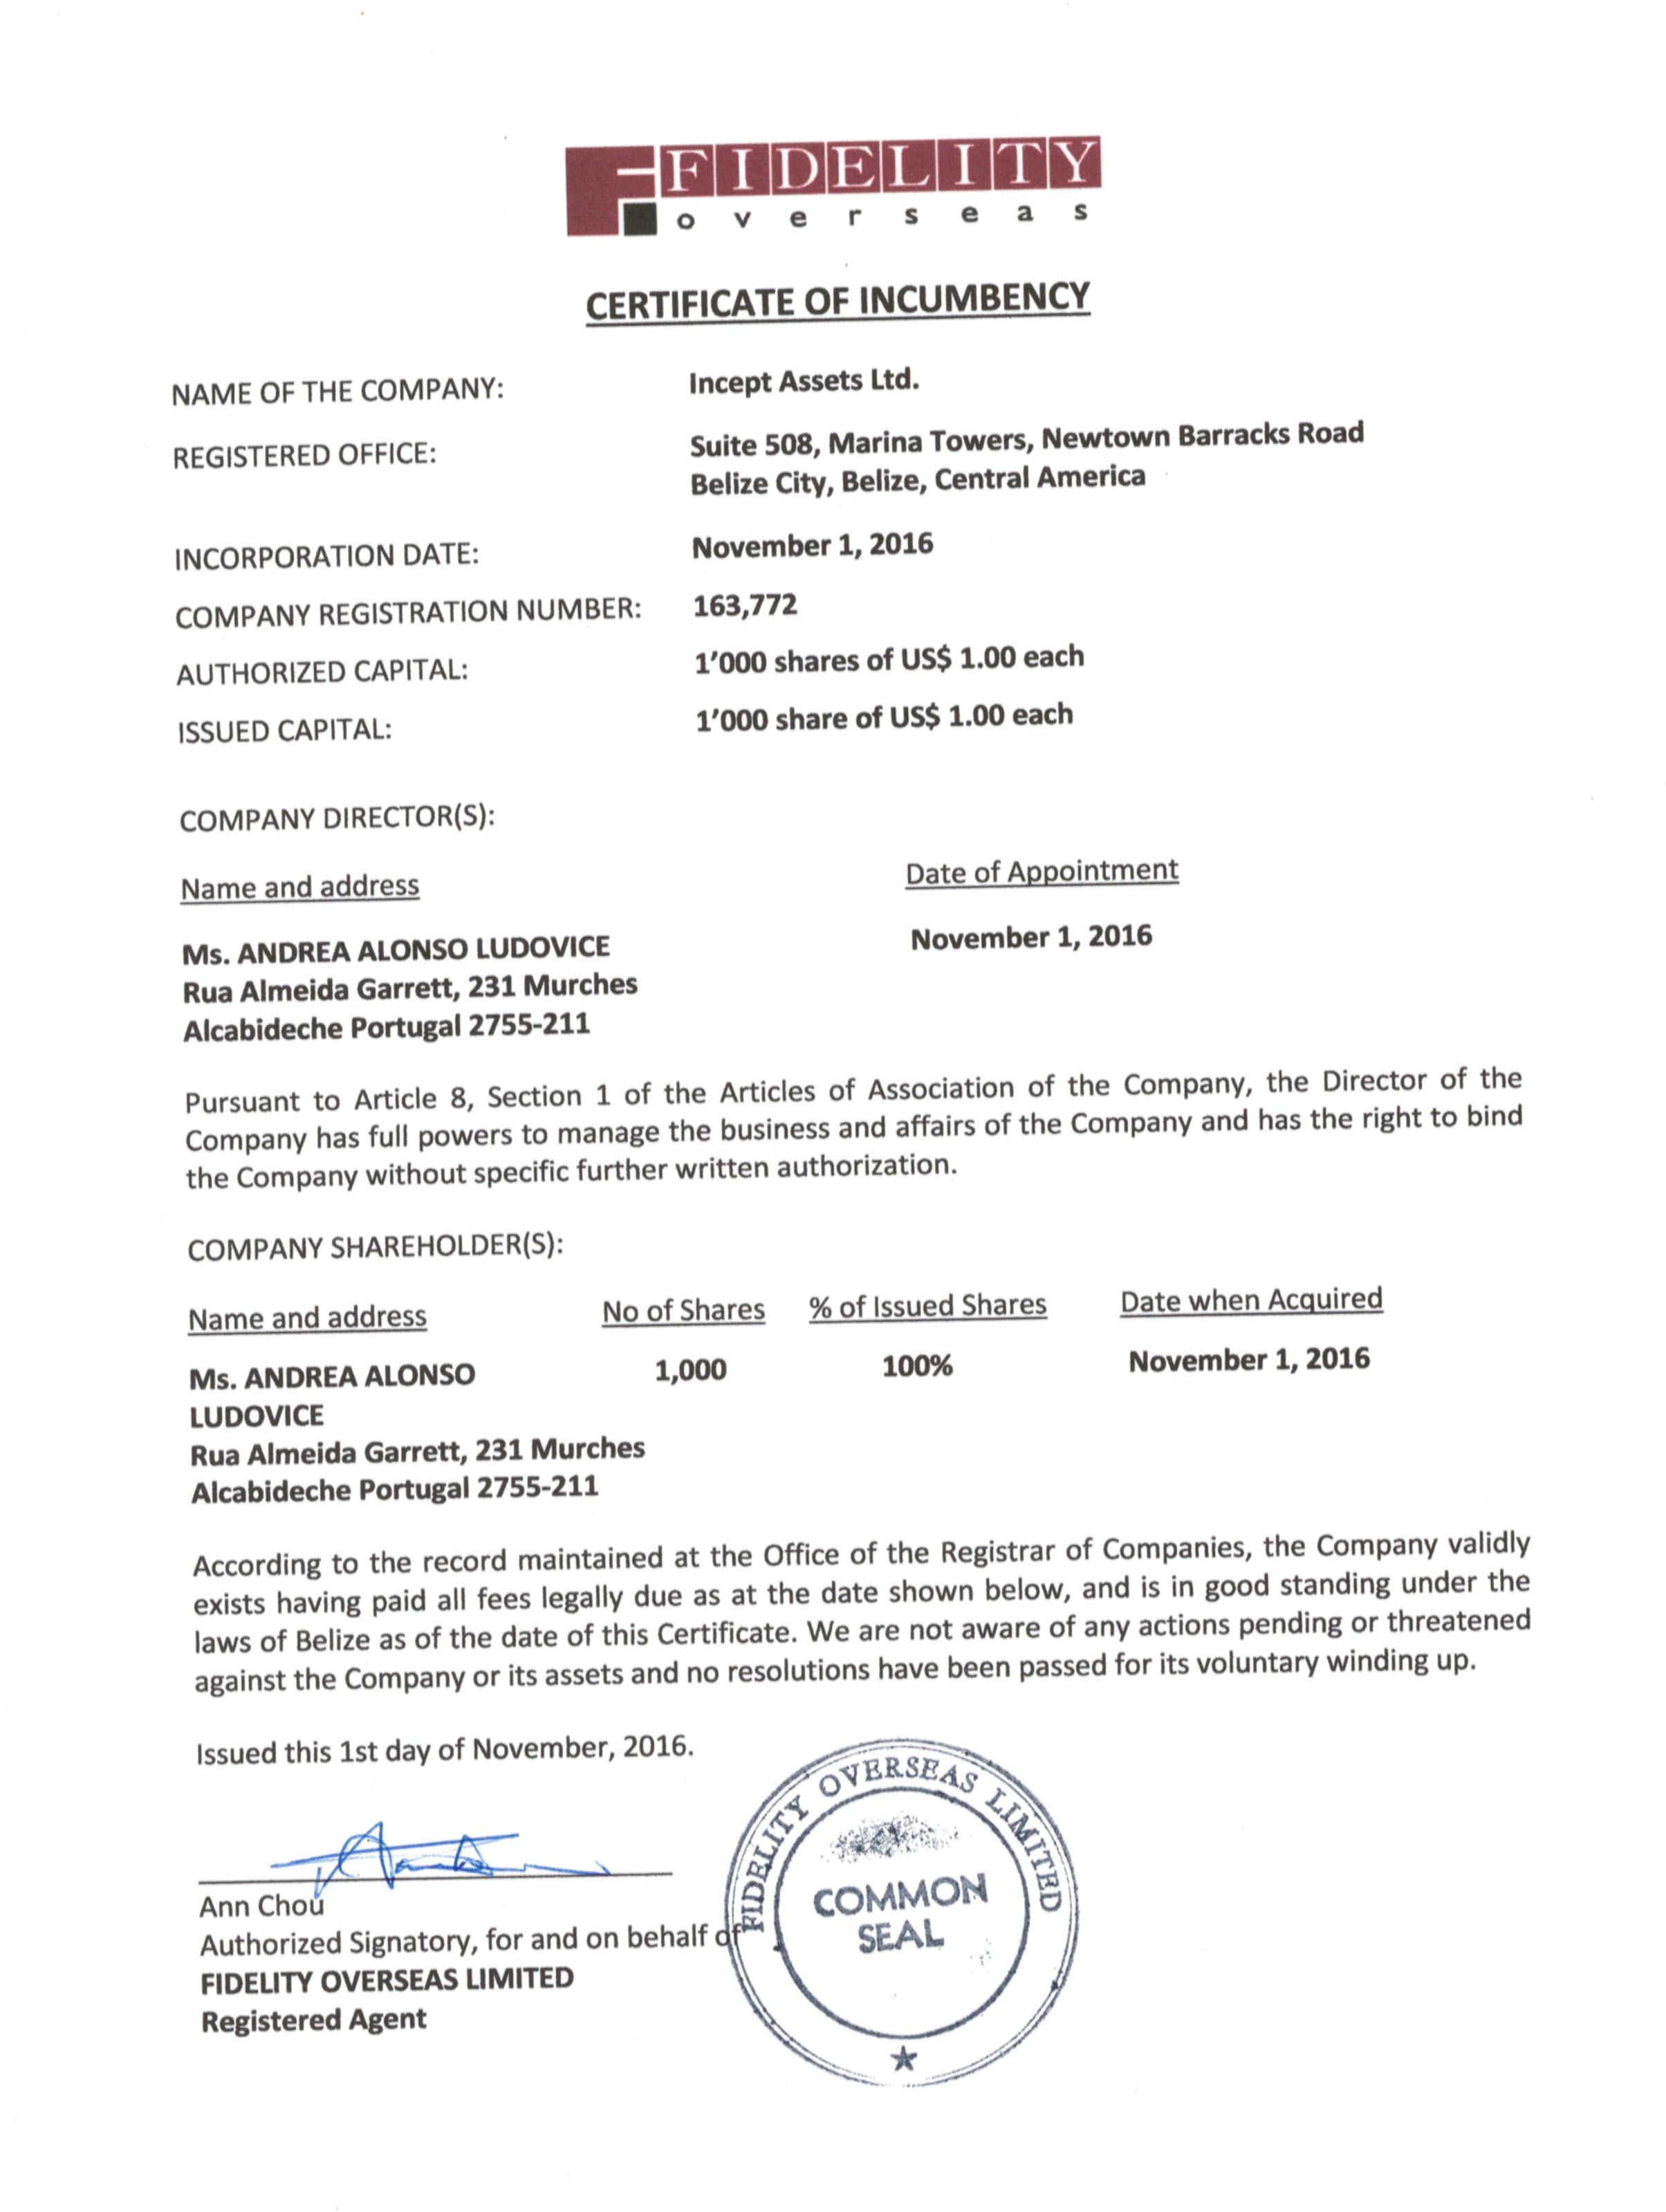 FIDELITY
overseas
CERTIFICATE OF INCUMBENCY
NAME OF THE COMPANY: Incept Assets Ltd.
REGISTERED OFFICE: Suite 508, Marina Towers, Newtown Barracks Road
Belize City, Belize, Central America
INCORPORATION DATE: November 1, 2016
COMPANY REGISTRATION NUMBER: 163,772
AUTHORIZED CAPITAL: 1’000 shares of US$ 1.00 each
ISSUED CAPITAL: 1’000 share of US$ 1.00 each
COMPANY DIRECTOR(S):
Name and address Date of Appointment
Ms. ANDREA ALONSO LUDOVICE November 1, 2016
Rua Almeida Garrett, 231 Murches
Alcabideche Portugal 2755-211
Pursuant to Article 8, Section 1 of the Articles of Association of the Company, the Director of the
Company has full powers to manage the business and affairs of the Company and has the right to bind
the Company without specific further written authorization.
COMPANY SHAREHOLDER(S):
Name and address No of Shares % of Issued Shares Date when Acquired
Ms. ANDREA ALONSO 1,000 100% November 1, 2016
LUDOVICE
Rua Almeida Garrett, 231 Murches
Alcabideche Portugal 2755-211
According to the record maintained at the Office of the Registrar of Companies, the Company validly
exists having paid all fees legally due as at the date shown below, and is in good standing under the
laws of Belize as of the date of this Certificate. We are not aware of any actions pending or threatened
against the Company or its assets and no resolutions have been passed for its voluntary winding up.
Issued this 1st day of November, 2016.
Ann Chou
Authorized Signatory, for and on behalf of
FIDELITY OVERSEAS LIMITED
Registered Agent
FIDELITY OVERSEAS LIMITED
COMMON
SEAL